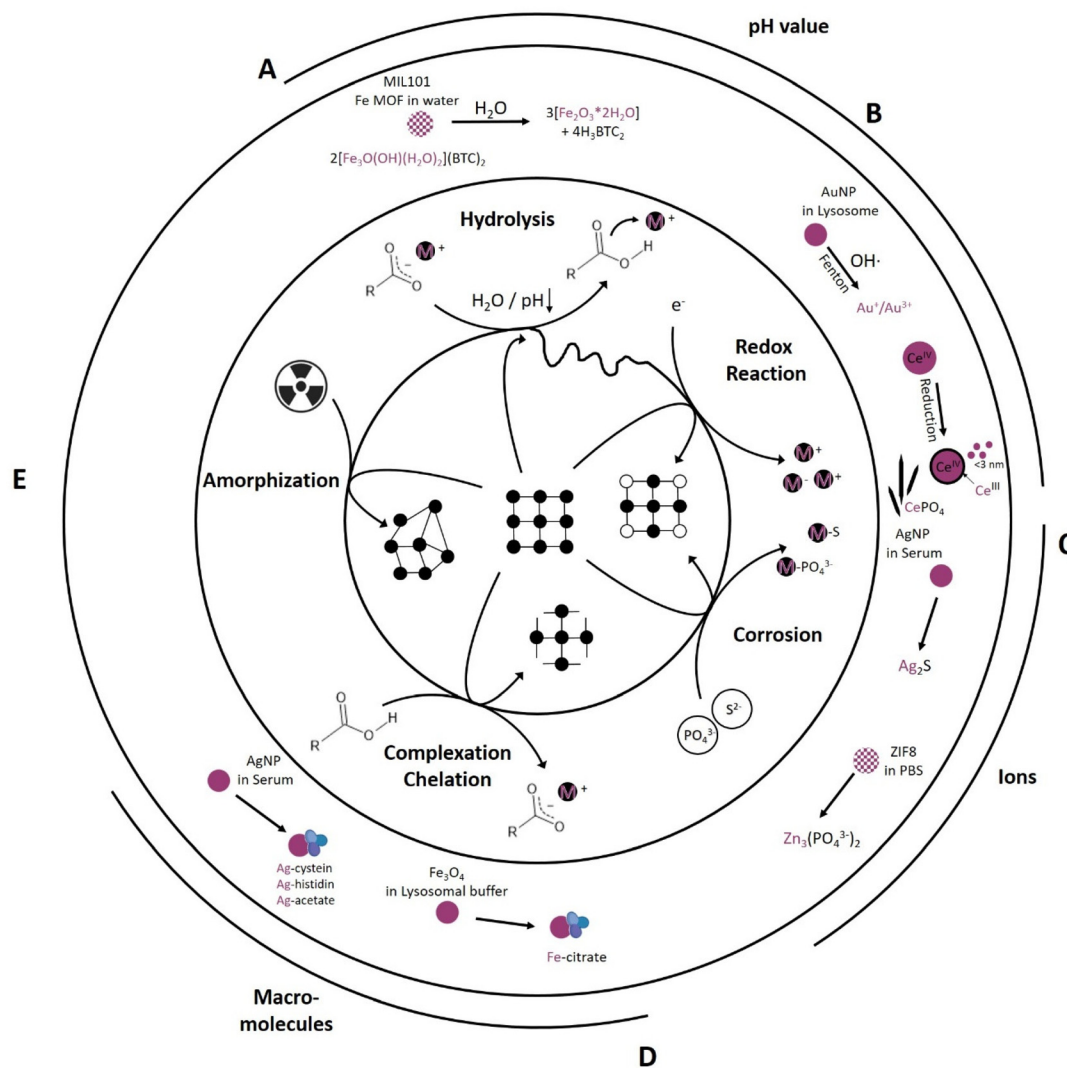 pH value
A
MIL101
Fe MOF in water
H₂O
2[Fe₃O(OH)(H₂O)₂](BTC)₂
3[Fe₂O₃*2H₂O]
+ 4H₃BTC₂
B
AuNP
in Lysosome
OH·
Fenton
Au⁺/Au³⁺
Ceᴵⱽ
Reduction
Ceᴵⱽ
<3 nm
Ceᴵᴵᴵ
CePO₄
Hydrolysis
R
O
O
−
M
+
R
O
O
H
M
+
H₂O / pH↓
e⁻
Redox
Reaction
M⁺
M⁻
M⁺
M-S
M-PO₄³⁻
Amorphization
E
C
AgNP
in Serum
Ag₂S
Corrosion
S²⁻
PO₄³⁻
ZIF8
in PBS
Zn₃(PO₄³⁻)₂
Ions
R
O
O
H
Complexation
Chelation
R
O
O
−
M
+
AgNP
in Serum
Ag-cystein
Ag-histidin
Ag-acetate
Fe₃O₄
in Lysosomal buffer
Fe-citrate
Macro-
molecules
D